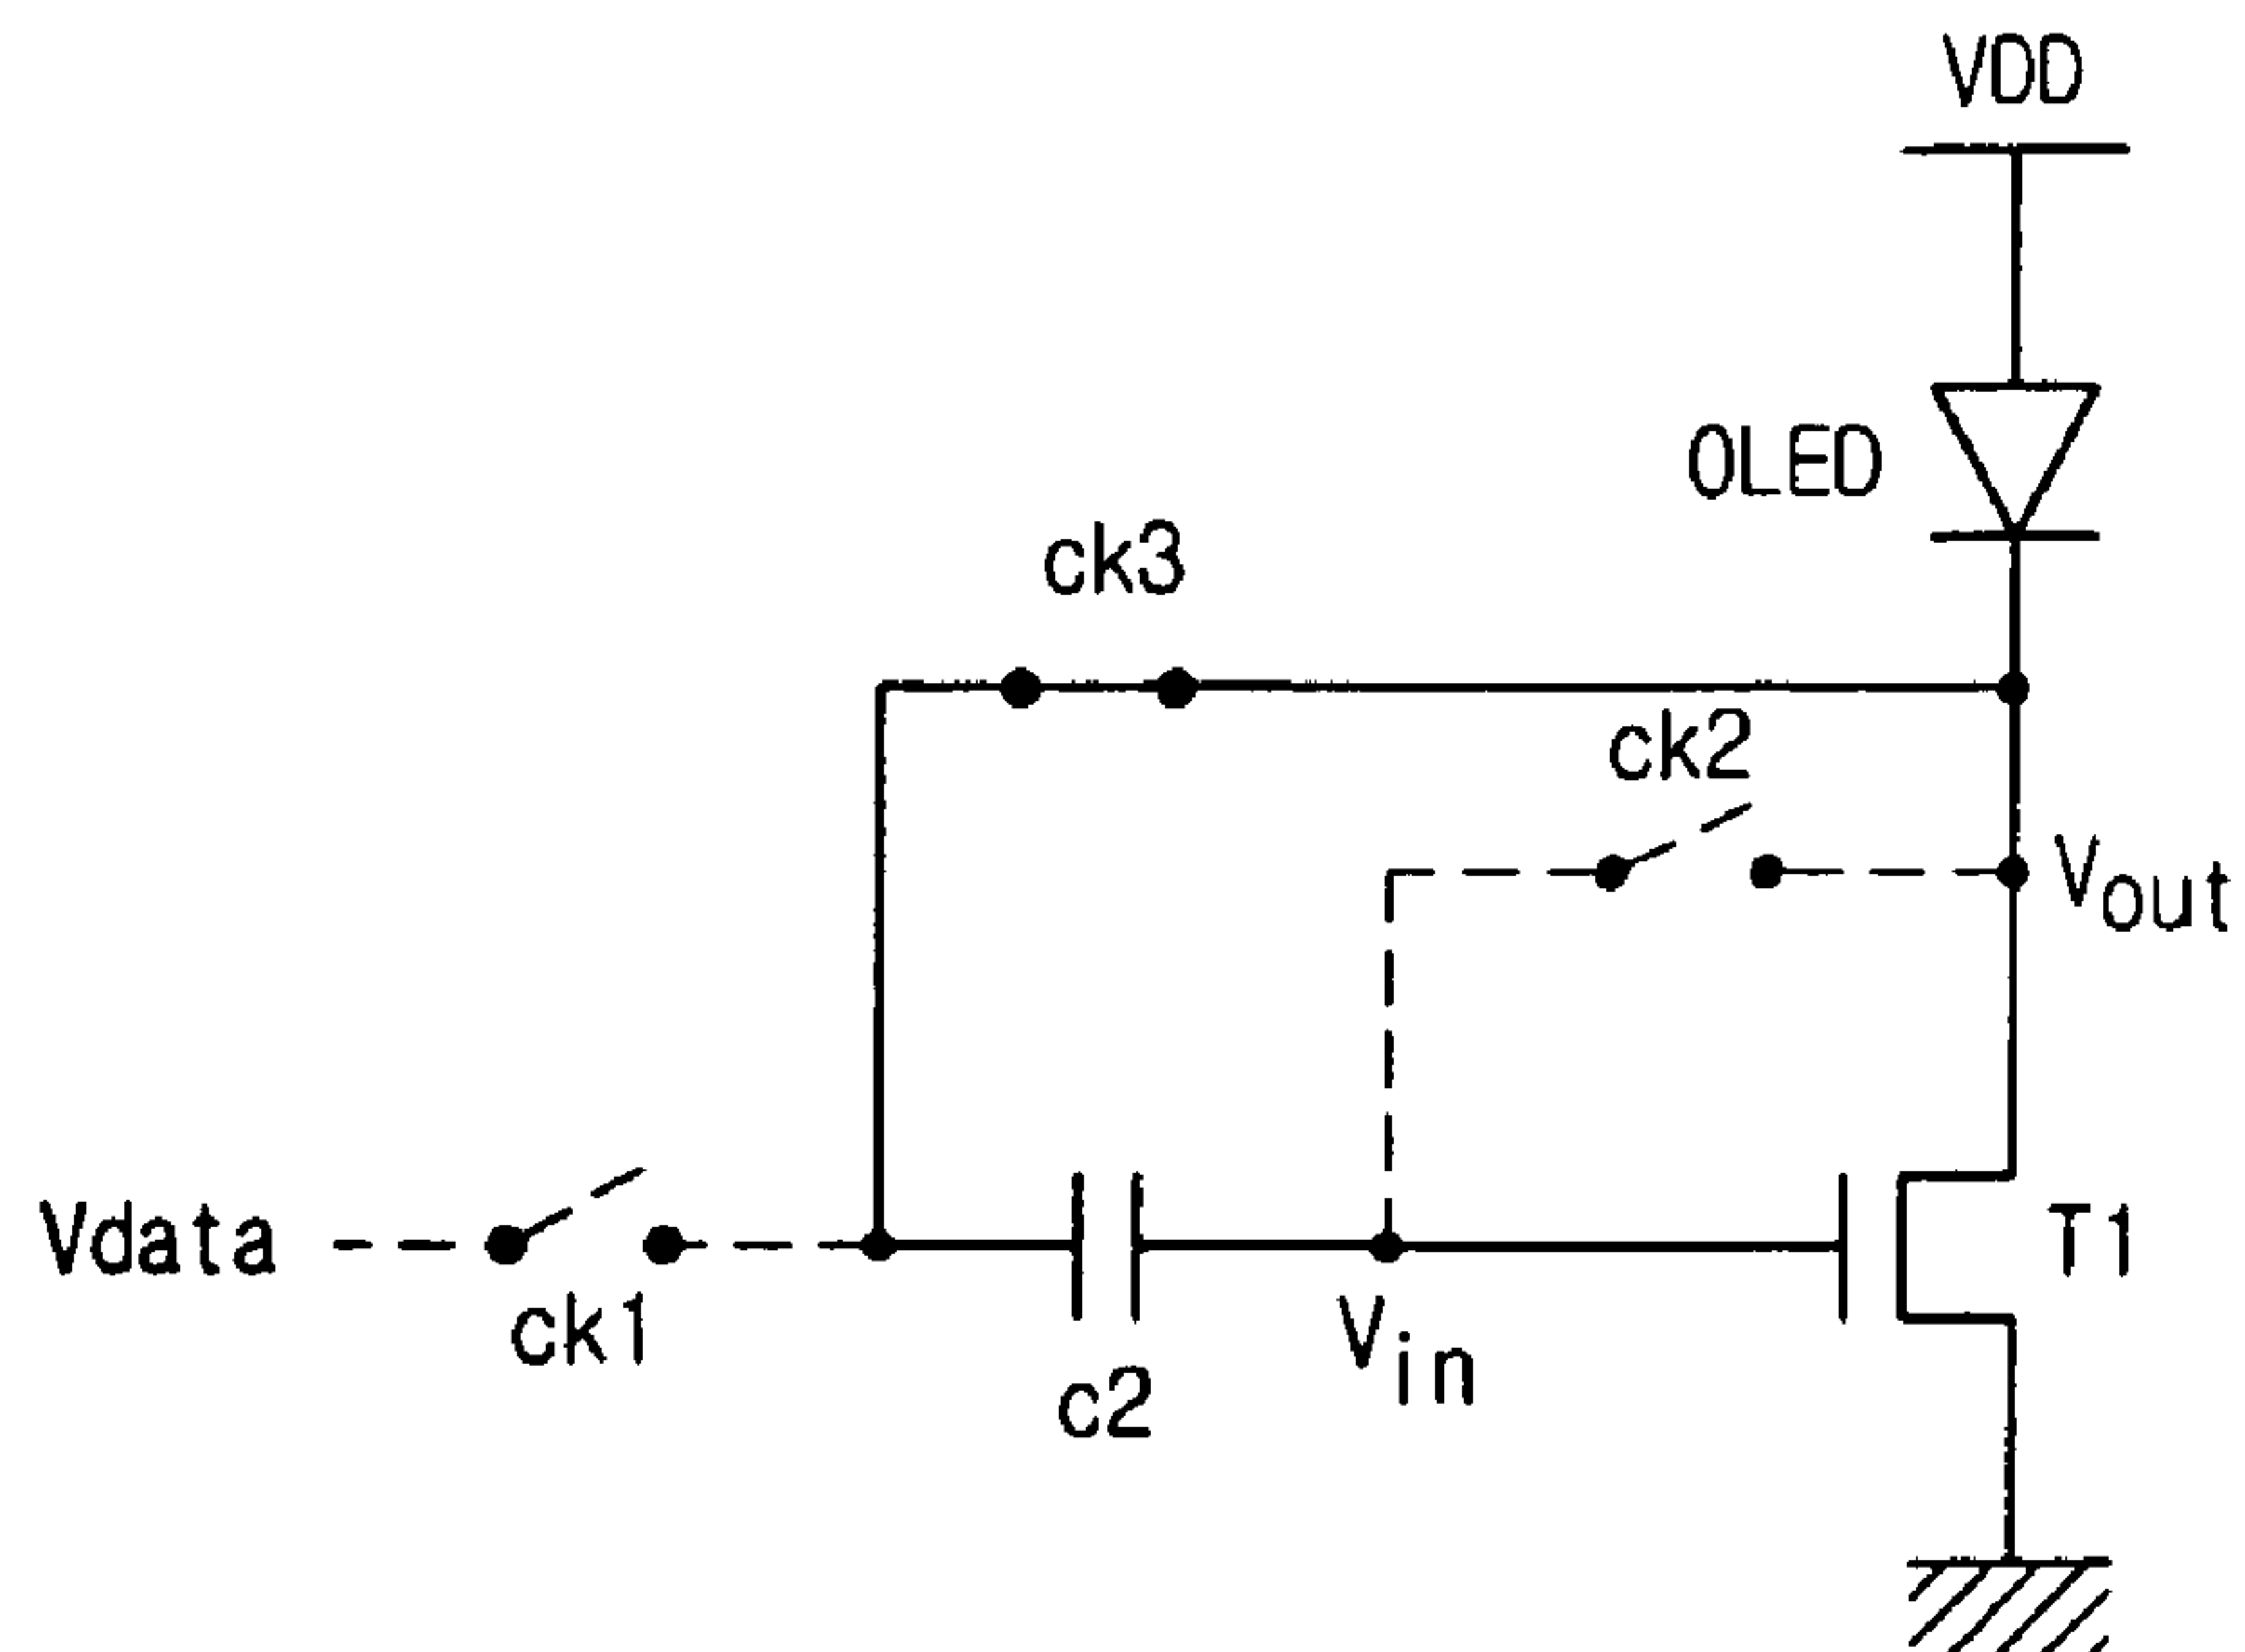 VDD
OLED
ck3
ck2
Vout
Vdata
T1
ck1
Vin
c2